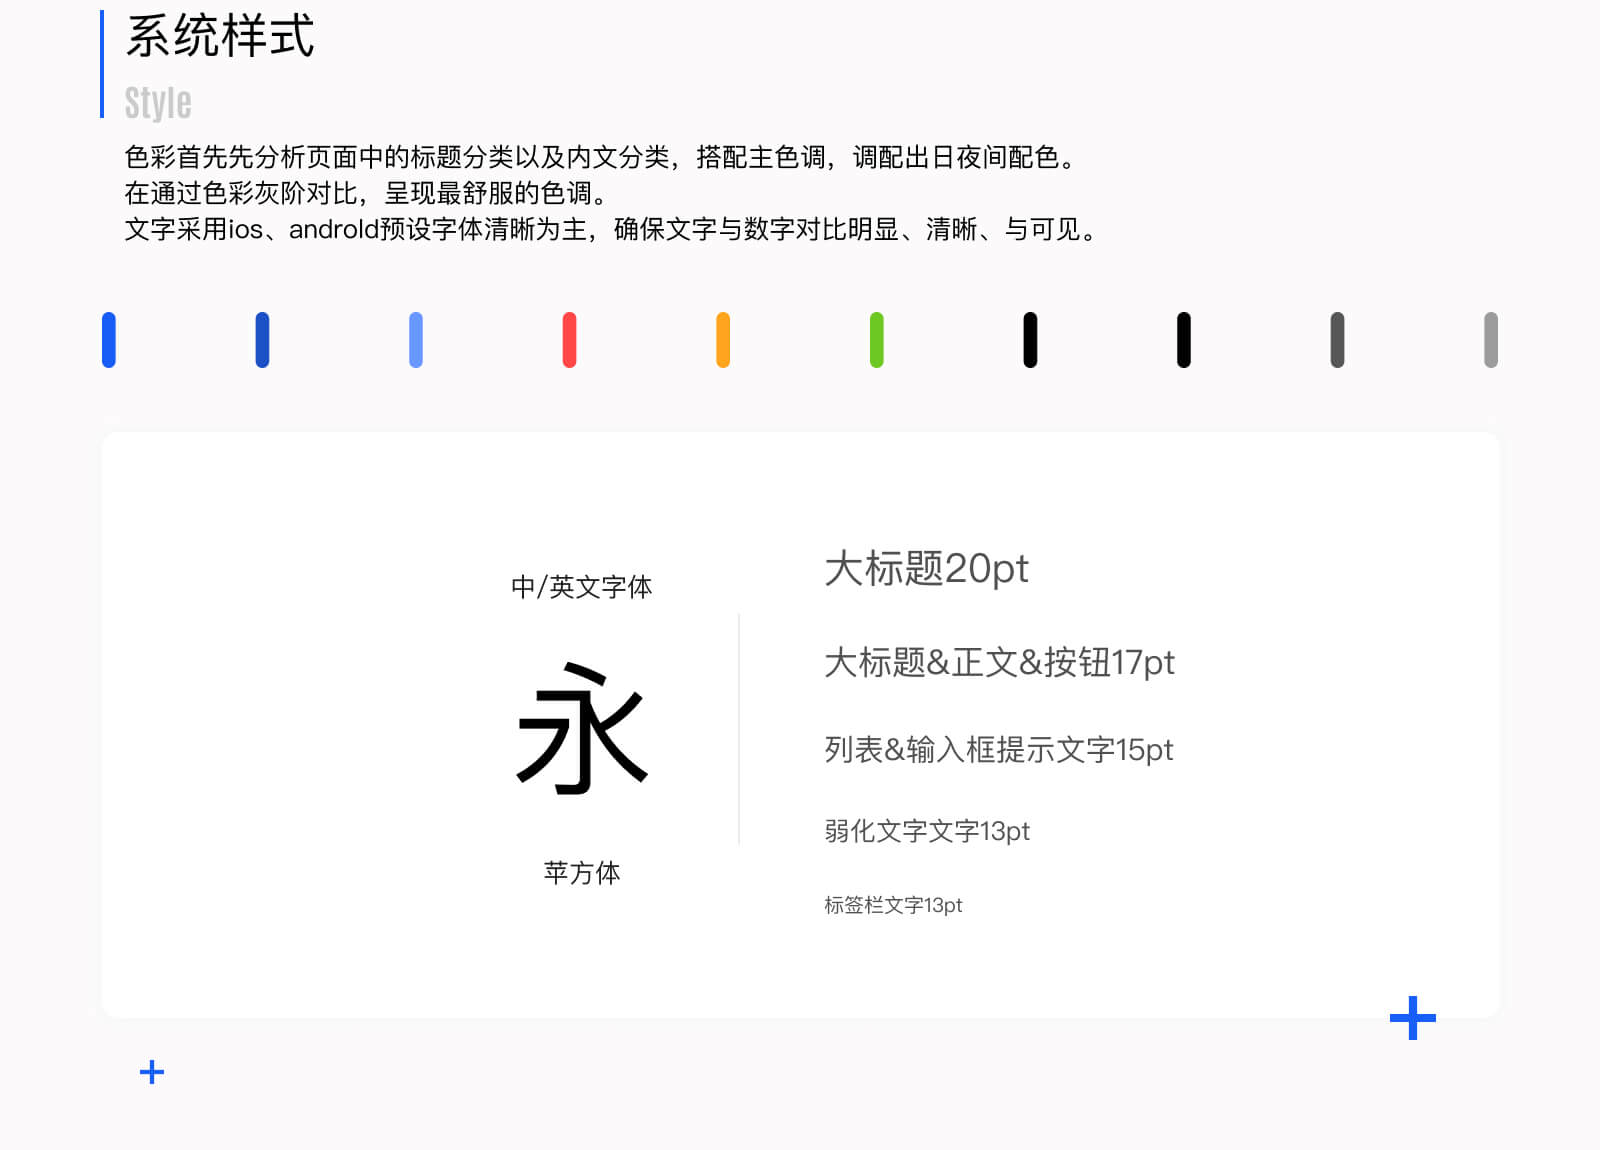 系统样式
Style
色彩首先先分析页面中的标题分类以及内文分类，搭配主色调，调配出日夜间配色。
在通过色彩灰阶对比，呈现最舒服的色调。
文字采用ios、androld预设字体清晰为主，确保文字与数字对比明显、清晰、与可见。
中/英文字体
永
苹方体
大标题20pt
大标题&正文&按钮17pt
列表&输入框提示文字15pt
弱化文字文字13pt
标签栏文字13pt